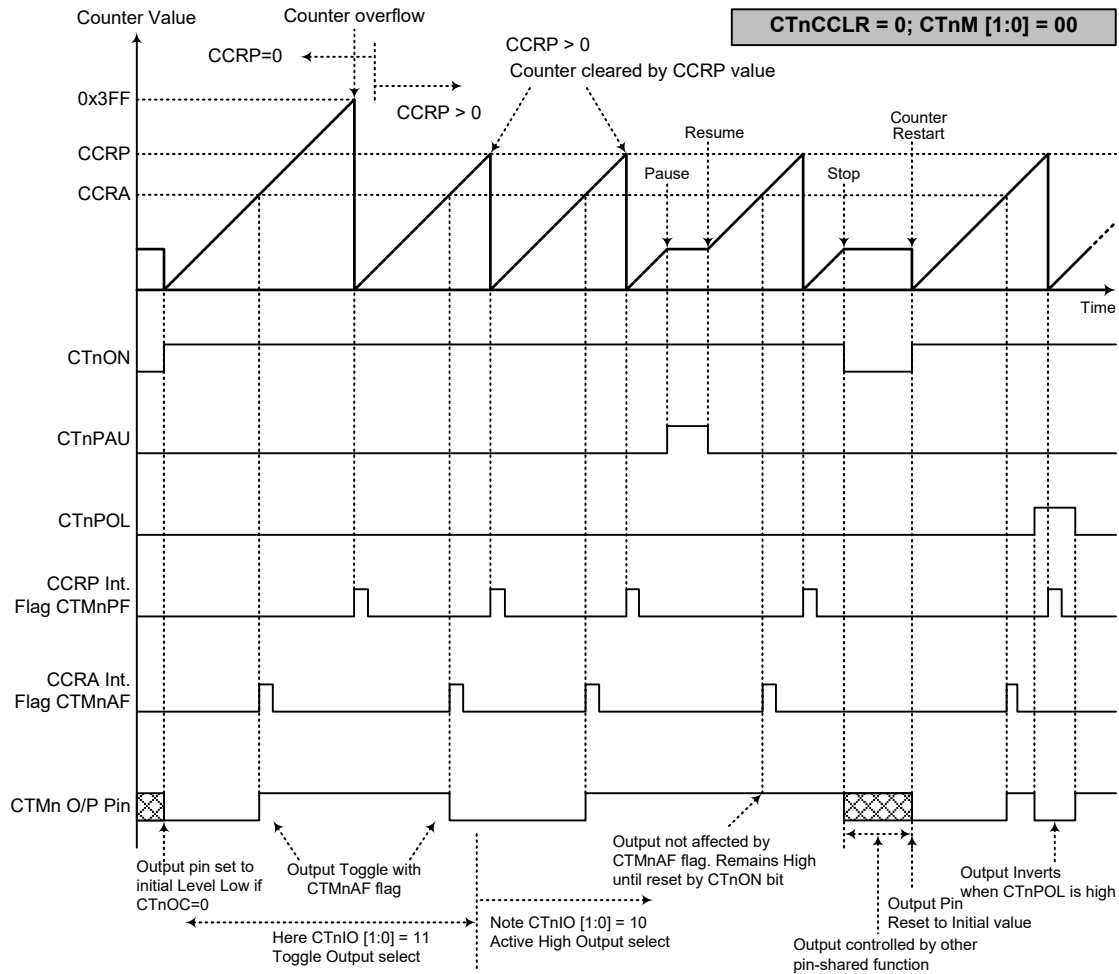 Counter Value
Counter overflow
CTnCCLR = 0; CTnM [1:0] = 00
CCRP=0
CCRP > 0
CCRP > 0
Counter cleared by CCRP value
0x3FF
CCRP
CCRA
Pause
Resume
Stop
Counter
Restart
Time
CTnON
CTnPAU
CTnPOL
CCRP Int.
Flag CTMnPF
CCRA Int.
Flag CTMnAF
CTMn O/P Pin
Output pin set to
initial Level Low if
CTnOC=0
Output Toggle with
CTMnAF flag
Here CTnIO [1:0] = 11
Toggle Output select
Note CTnIO [1:0] = 10
Active High Output select
Output not affected by
CTMnAF flag. Remains High
until reset by CTnON bit
Output controlled by other
pin-shared function
Output Pin
Reset to Initial value
Output Inverts
when CTnPOL is high